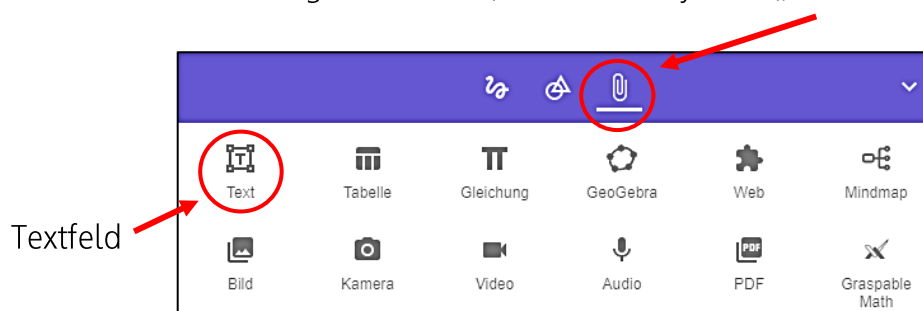 Text Tabelle Gleichung GeoGebra Web Mindmap
Textfeld
Bild Kamera Video Audio PDF Graspable
Math